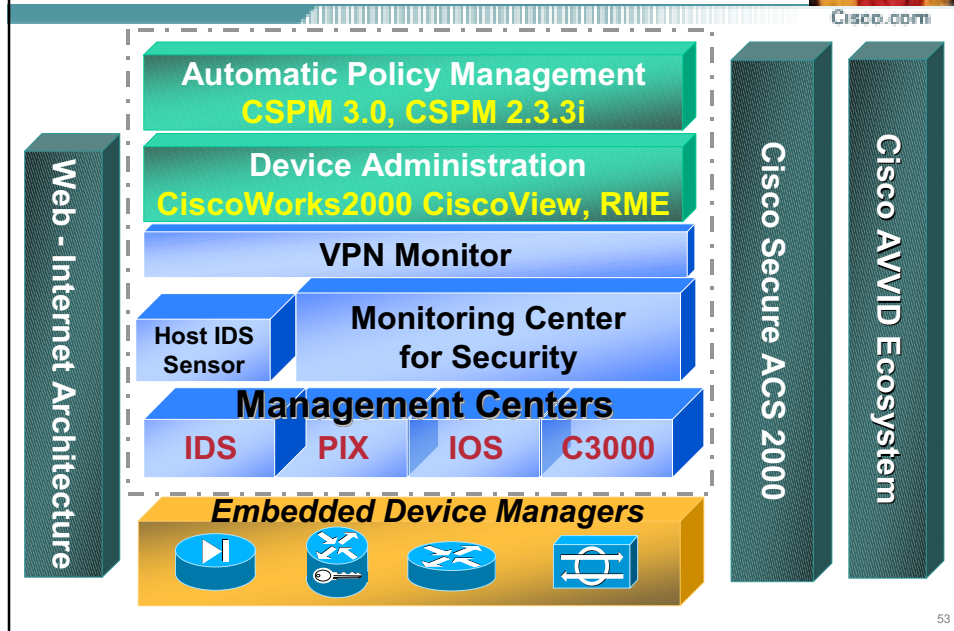 Cisco.com
Automatic Policy Management
CSPM 3.0, CSPM 2.3.3i
Device Administration
CiscoWorks2000 CiscoView, RME
VPN Monitor
Host IDS
Sensor
Monitoring Center
for Security
Management Centers
IDS
PIX
IOS
C3000
Embedded Device Managers
Web - Internet Architecture
Cisco Secure ACS 2000
Cisco AVVID Ecosystem
53